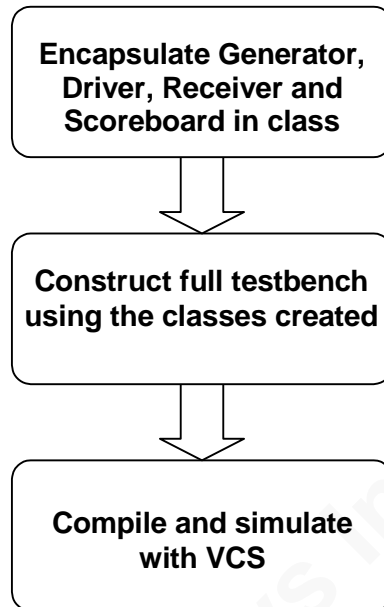 Encapsulate Generator,
Driver, Receiver and
Scoreboard in class
Construct full testbench
using the classes created
Compile and simulate
with VCS